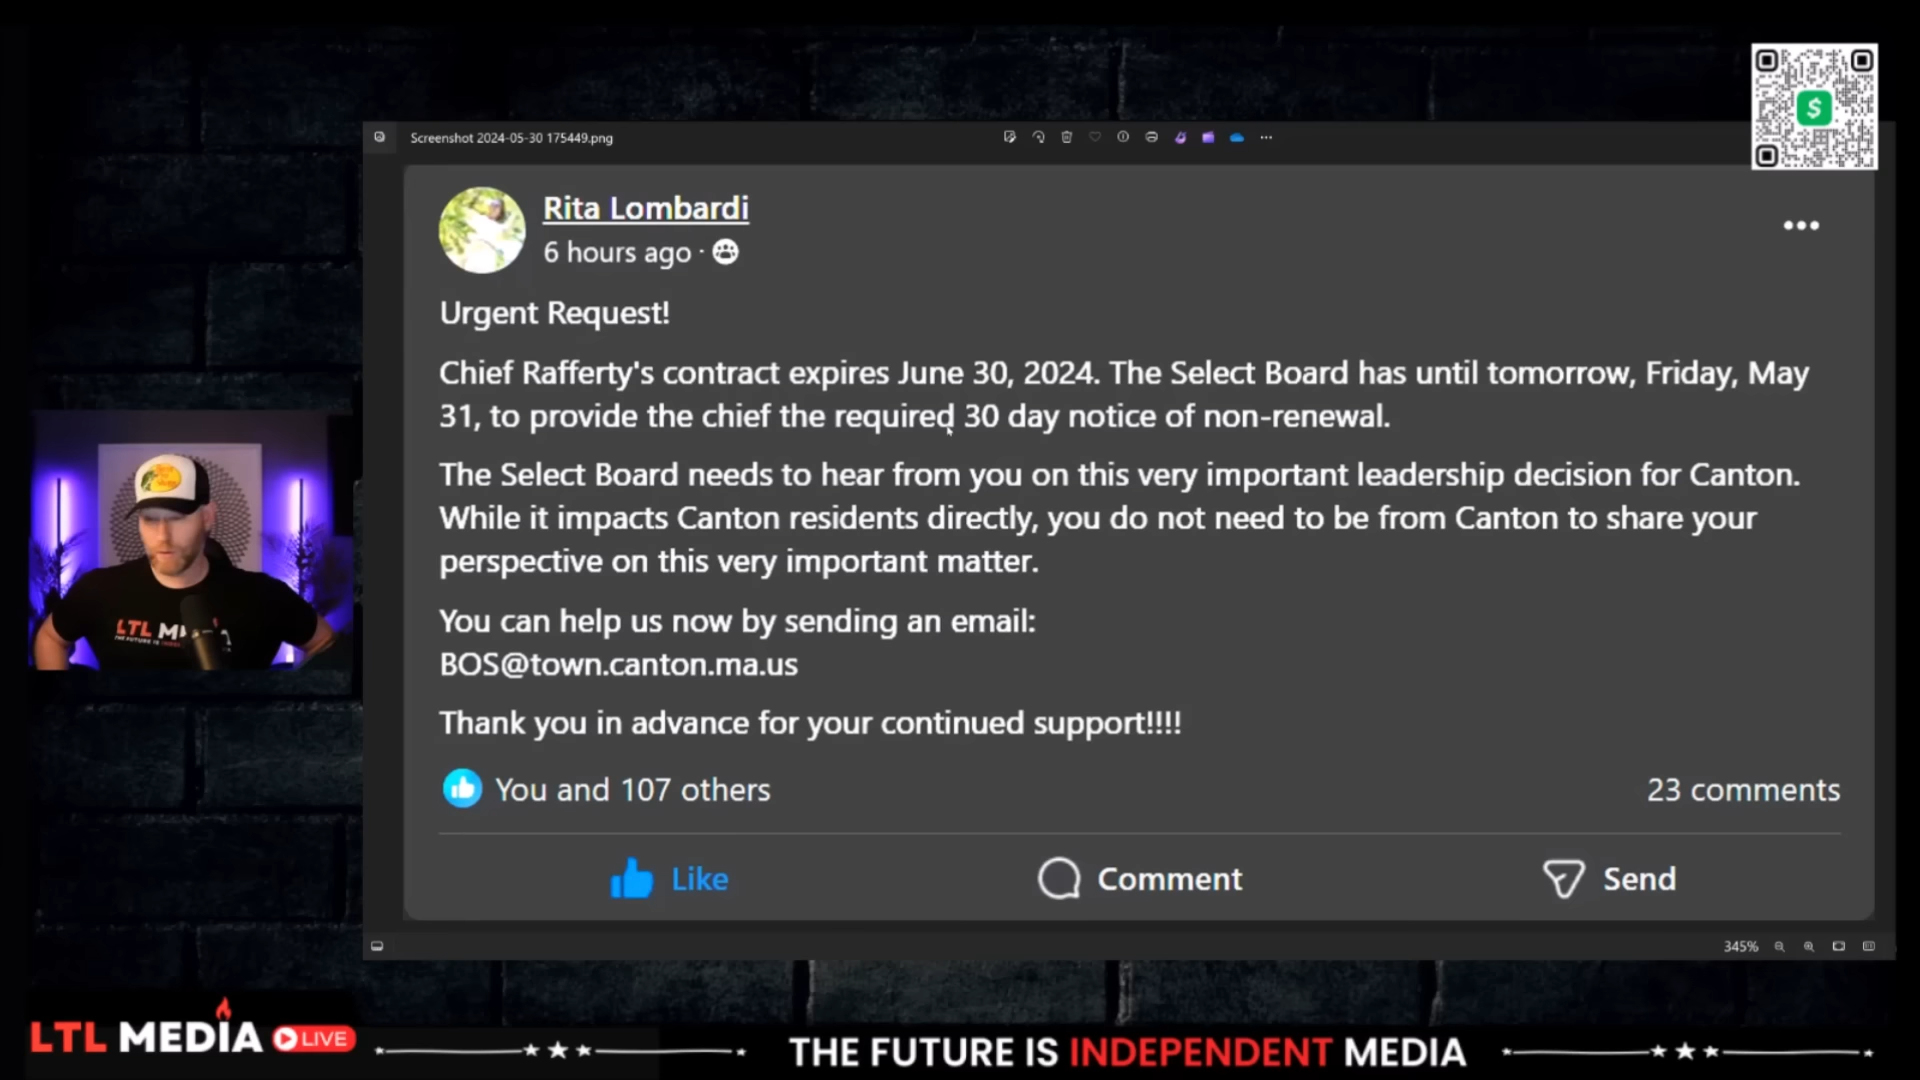 Screenshot 2024-05-30 175449.png
$
Rita Lombardi
6 hours ago ·
Urgent Request!
Chief Rafferty's contract expires June 30, 2024. The Select Board has until tomorrow, Friday, May
31, to provide the chief the required 30 day notice of non-renewal.
The Select Board needs to hear from you on this very important leadership decision for Canton.
While it impacts Canton residents directly, you do not need to be from Canton to share your
perspective on this very important matter.
You can help us now by sending an email:
BOS@town.canton.ma.us
Thank you in advance for your continued support!!!!
You and 107 others
23 comments
Like
Comment
Send
345%
LTL MEDIA LIVE
THE FUTURE IS INDEPENDENT MEDIA